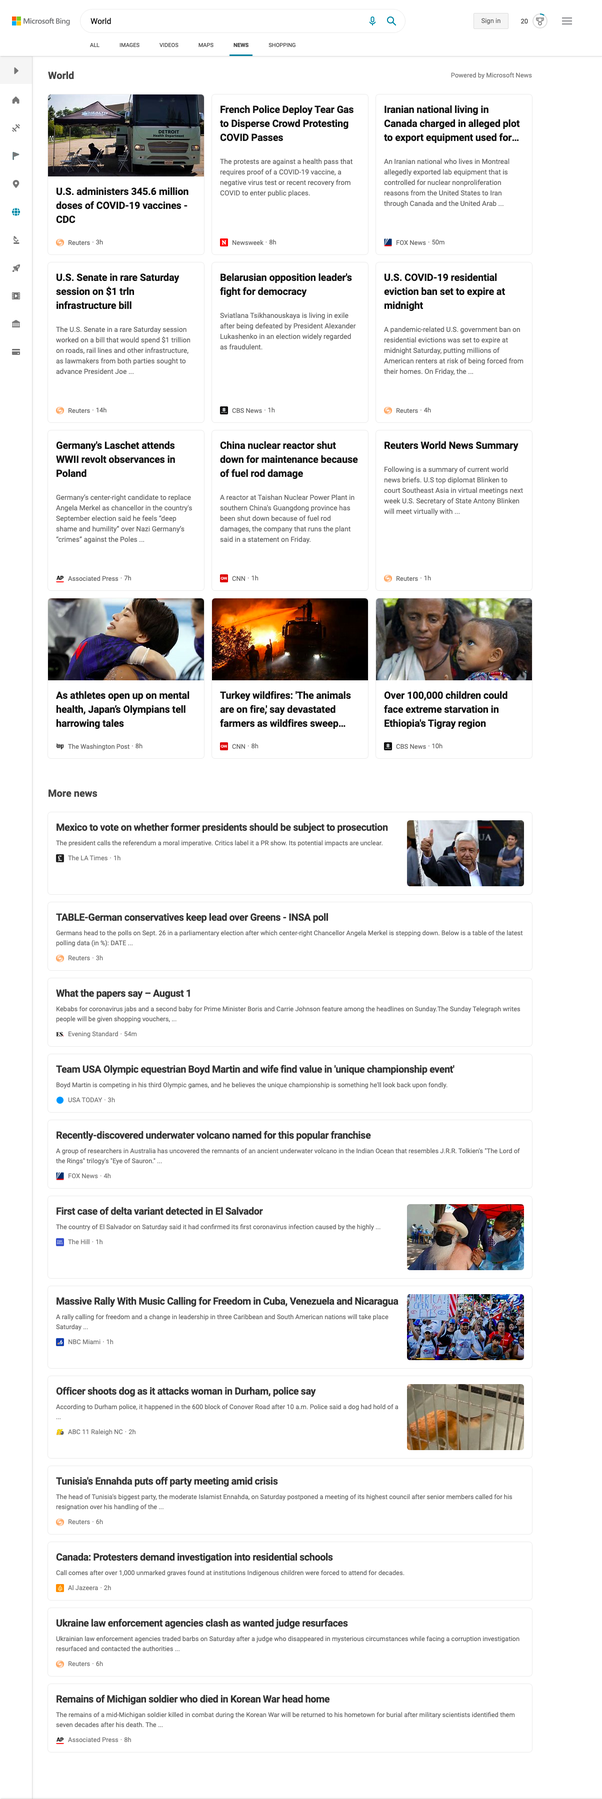 Microsoft Bing
World
Sign in
20
ALL
IMAGES
VIDEOS
MAPS
NEWS
SHOPPING
World
Powered by Microsoft News
DETROIT
Health Department
U.S. administers 345.6 million
doses of COVID-19 vaccines -
CDC
Reuters · 3h
French Police Deploy Tear Gas
to Disperse Crowd Protesting
COVID Passes
The protests are against a health pass that
requires proof of a COVID-19 vaccine, a
negative virus test or recent recovery from
COVID to enter public places.
Newsweek · 8h
Iranian national living in
Canada charged in alleged plot
to export equipment used for...
An Iranian national who lives in Montreal
allegedly exported lab equipment that is
controlled for nuclear nonproliferation
reasons from the United States to Iran
through Canada and the United Arab ...
FOX News · 50m
U.S. Senate in rare Saturday
session on $1 trln
infrastructure bill
The U.S. Senate in a rare Saturday session
worked on a bill that would spend $1 trillion
on roads, rail lines and other infrastructure,
as lawmakers from both parties sought to
advance President Joe ...
Reuters · 14h
Belarusian opposition leader's
fight for democracy
Sviatlana Tsikhanouskaya is living in exile
after being defeated by President Alexander
Lukashenko in an election widely regarded
as fraudulent.
CBS News · 1h
U.S. COVID-19 residential
eviction ban set to expire at
midnight
A pandemic-related U.S. government ban on
residential evictions was set to expire at
midnight Saturday, putting millions of
American renters at risk of being forced from
their homes. On Friday, the ...
Reuters · 4h
Germany's Laschet attends
WWII revolt observances in
Poland
Germany's center-right candidate to replace
Angela Merkel as chancellor in the country's
September election said he feels "deep
shame and humility" over Nazi Germany's
"crimes" against the Poles ...
AP Associated Press · 7h
China nuclear reactor shut
down for maintenance because
of fuel rod damage
A reactor at Taishan Nuclear Power Plant in
southern China's Guangdong province has
been shut down because of fuel rod
damages, the company that runs the plant
said in a statement on Friday.
CNN · 1h
Reuters World News Summary
Following is a summary of current world
news briefs. U.S top diplomat Blinken to
court Southeast Asia in virtual meetings next
week U.S. Secretary of State Antony Blinken
will meet virtually with ...
Reuters · 1h
As athletes open up on mental
health, Japan's Olympians tell
harrowing tales
wp The Washington Post · 8h
Turkey wildfires: 'The animals
are on fire,' say devastated
farmers as wildfires sweep...
CNN · 8h
Over 100,000 children could
face extreme starvation in
Ethiopia's Tigray region
CBS News · 10h
More news
Mexico to vote on whether former presidents should be subject to prosecution
The president calls the referendum a moral imperative. Critics label it a PR show. Its potential impacts are unclear.
The LA Times · 1h
TABLE-German conservatives keep lead over Greens - INSA poll
Germans head to the polls on Sept. 26 in a parliamentary election after which center-right Chancellor Angela Merkel is stepping down. Below is a table of the latest
polling data (in %): DATE ...
Reuters · 3h
What the papers say – August 1
Kebabs for coronavirus jabs and a second baby for Prime Minister Boris and Carrie Johnson feature among the headlines on Sunday.The Sunday Telegraph writes
people will be given shopping vouchers, ...
ES. Evening Standard · 54m
Team USA Olympic equestrian Boyd Martin and wife find value in 'unique championship event'
Boyd Martin is competing in his third Olympic games, and he believes the unique championship is something he'll look back upon fondly.
USA TODAY · 3h
Recently-discovered underwater volcano named for this popular franchise
A group of researchers in Australia has uncovered the remnants of an ancient underwater volcano in the Indian Ocean that resembles J.R.R. Tolkien's "The Lord of
the Rings" trilogy's "Eye of Sauron." ...
FOX News · 4h
First case of delta variant detected in El Salvador
The country of El Salvador on Saturday said it had confirmed its first coronavirus infection caused by the highly ...
The Hill · 1h
Massive Rally With Music Calling for Freedom in Cuba, Venezuela and Nicaragua
A rally calling for freedom and a change in leadership in three Caribbean and South American nations will take place
Saturday ...
NBC Miami · 1h
Officer shoots dog as it attacks woman in Durham, police say
According to Durham police, it happened in the 600 block of Conover Road after 10 a.m. Police said a dog had hold of a
...
ABC 11 Raleigh NC · 2h
Tunisia's Ennahda puts off party meeting amid crisis
The head of Tunisia's biggest party, the moderate Islamist Ennahda, on Saturday postponed a meeting of its highest council after senior members called for his
resignation over his handling of the ...
Reuters · 6h
Canada: Protesters demand investigation into residential schools
Call comes after over 1,000 unmarked graves found at institutions Indigenous children were forced to attend for decades.
Al Jazeera · 2h
Ukraine law enforcement agencies clash as wanted judge resurfaces
Ukrainian law enforcement agencies traded barbs on Saturday after a judge who disappeared in mysterious circumstances while facing a corruption investigation
resurfaced and contacted the authorities ...
Reuters · 6h
Remains of Michigan soldier who died in Korean War head home
The remains of a mid-Michigan soldier killed in combat during the Korean War will be returned to his hometown for burial after military scientists identified them
seven decades after his death. The ...
AP Associated Press · 8h